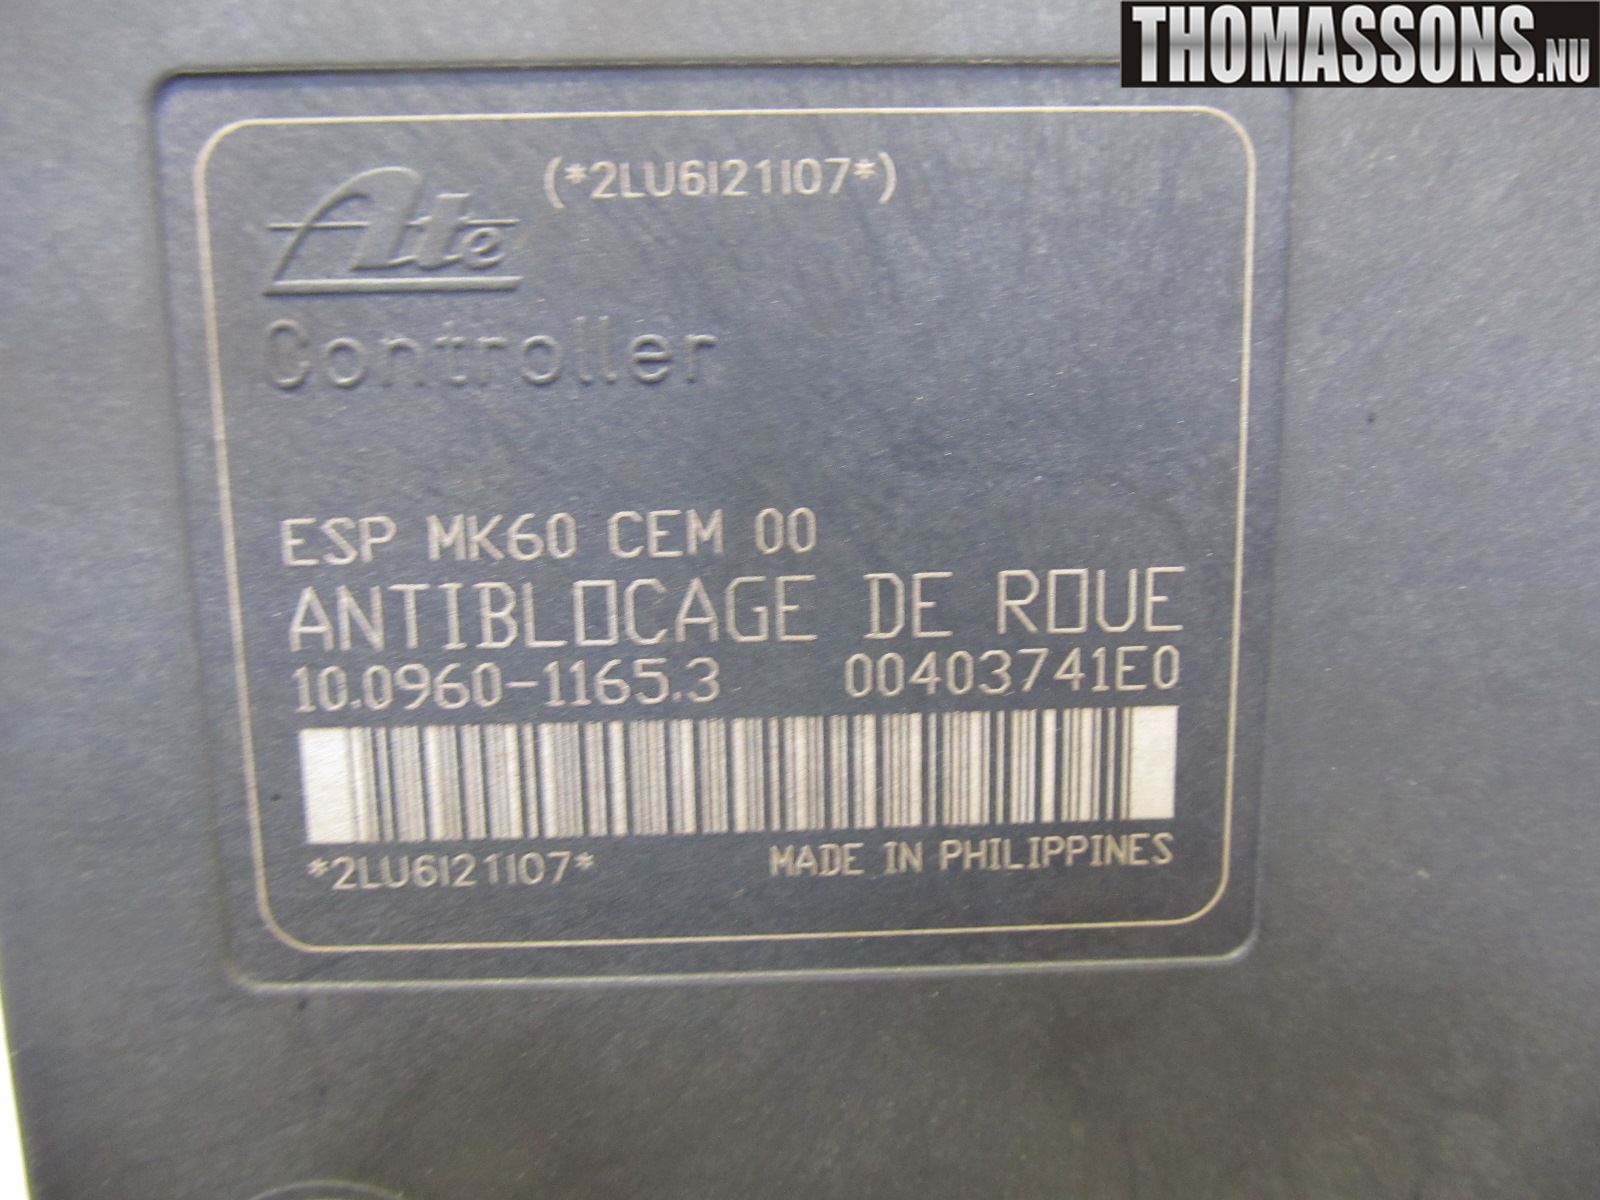 THOMASSONS.NU
(*2LU6I21I07*)
Ate
Controller
ESP MK60 CEM 00
ANTIBLOCAGE DE ROUE
10.0960-1165.3 00403741E0
*2LU6I21I07* MADE IN PHILIPPINES